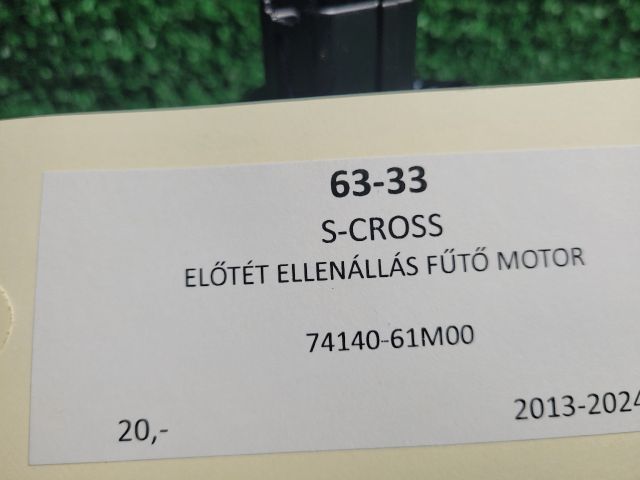 63-33
S-CROSS
ELŐTÉT ELLENÁLLÁS FŰTŐ MOTOR
74140-61M00
20,- 2013-2024